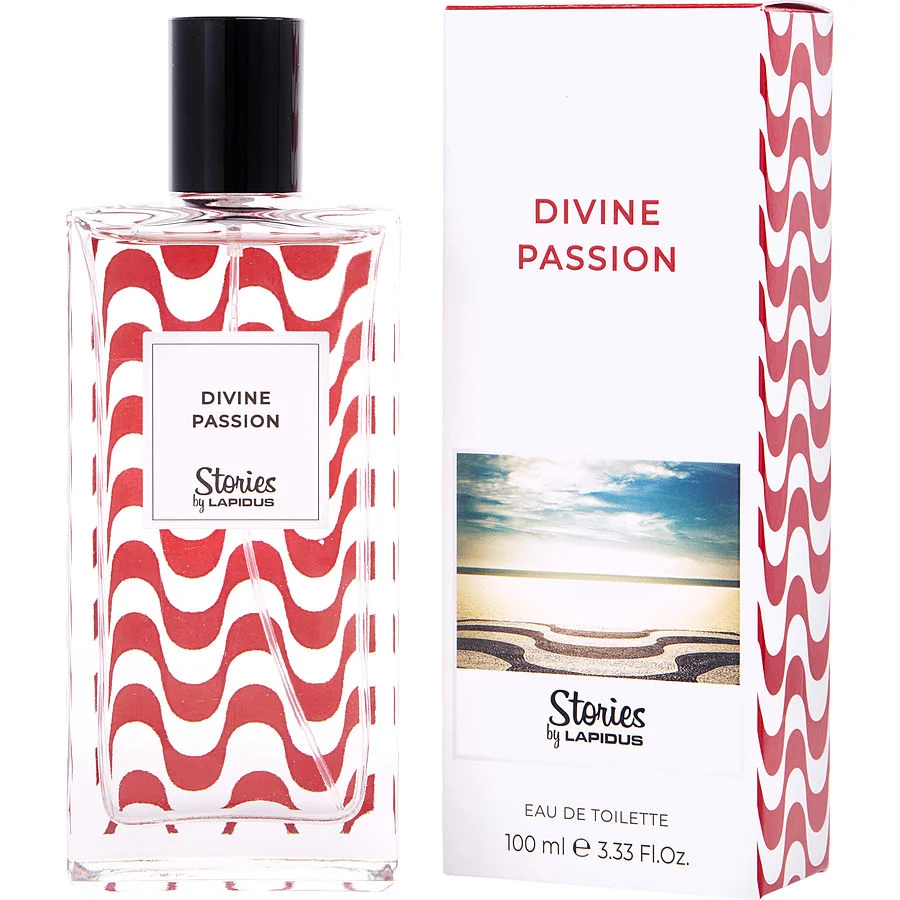 DIVINE
PASSION
Stories
by LAPIDUS
DIVINE
PASSION
Stories
by LAPIDUS
EAU DE TOILETTE
100 ml ℮ 3.33 Fl.Oz.